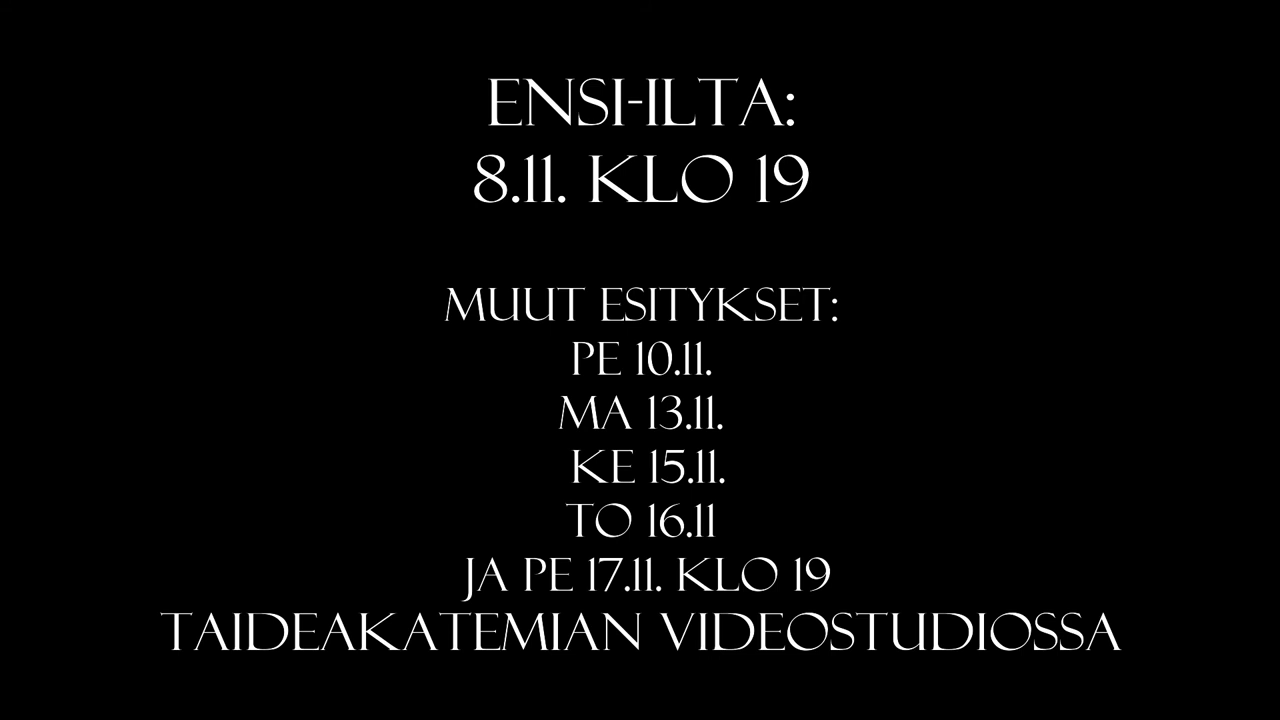 ENSI-ILTA:
8.11. KLO 19
MUUT ESITYKSET:
PE 10.11.
MA 13.11.
KE 15.11.
TO 16.11
JA PE 17.11. KLO 19
TAIDEAKATEMIAN VIDEOSTUDIOSSA